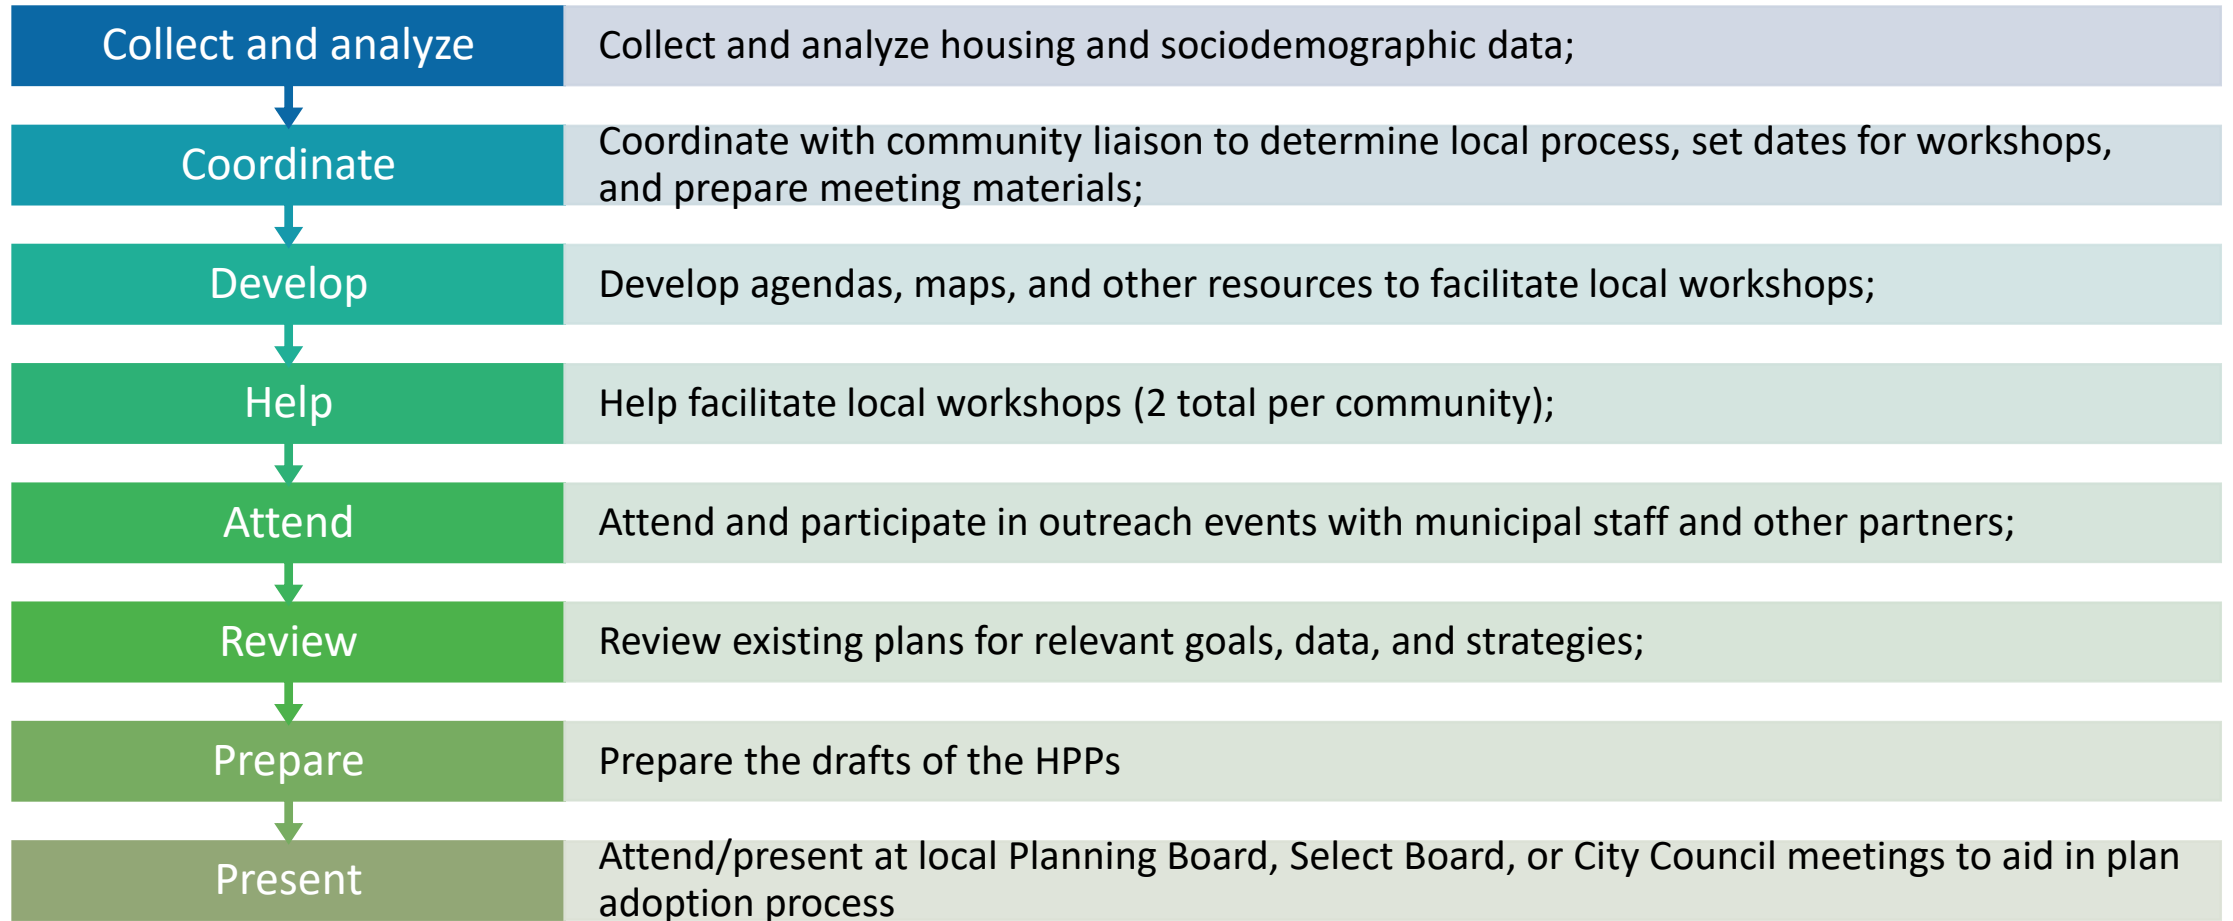 Collect and analyze
Collect and analyze housing and sociodemographic data;
Coordinate
Coordinate with community liaison to determine local process, set dates for workshops,
and prepare meeting materials;
Develop
Develop agendas, maps, and other resources to facilitate local workshops;
Help
Help facilitate local workshops (2 total per community);
Attend
Attend and participate in outreach events with municipal staff and other partners;
Review
Review existing plans for relevant goals, data, and strategies;
Prepare
Prepare the drafts of the HPPs
Present
Attend/present at local Planning Board, Select Board, or City Council meetings to aid in plan
adoption process